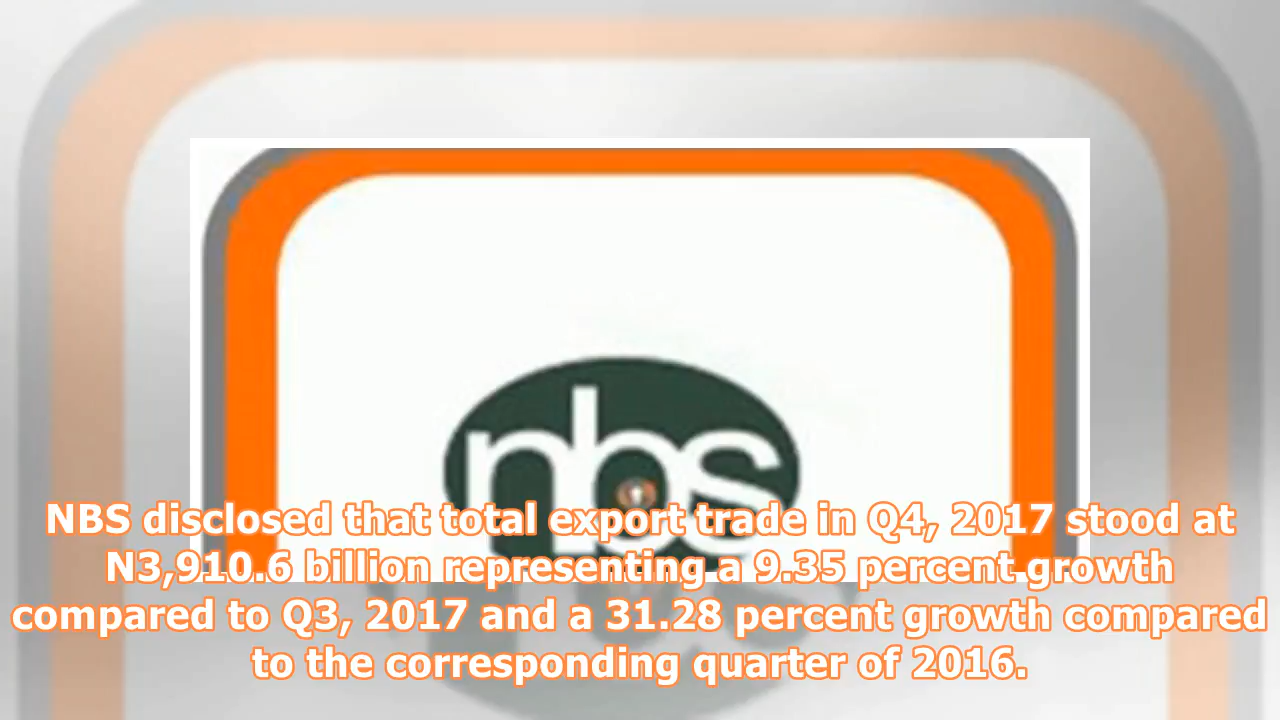 nbs
NBS disclosed that total export trade in Q4, 2017 stood at
N3,910.6 billion representing a 9.35 percent growth
compared to Q3, 2017 and a 31.28 percent growth compared
to the corresponding quarter of 2016.